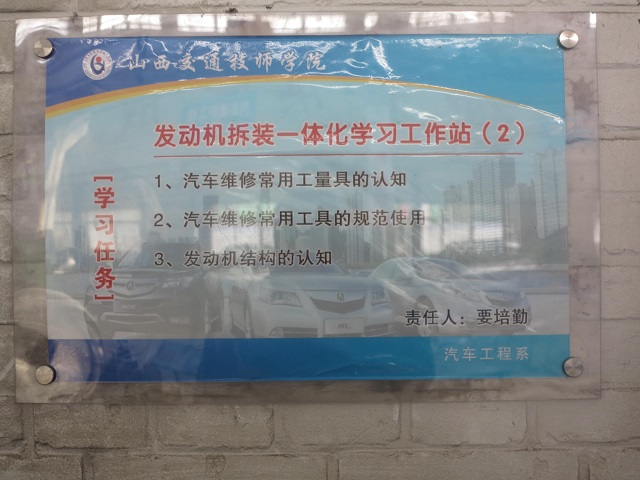 山西交通技师学院
发动机拆装一体化学习工作站（2）
[学习任务]
1、汽车维修常用工量具的认知
2、汽车维修常用工具的规范使用
3、发动机结构的认知
责任人：要培勤
汽车工程系